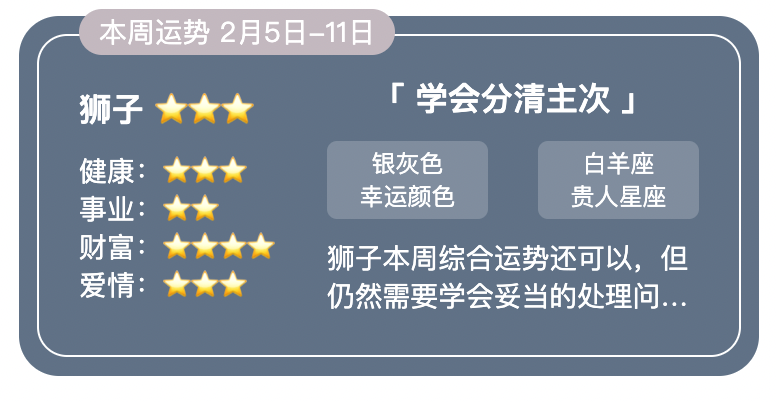 本周运势 2月5日-11日
狮子 ⭐⭐⭐
健康：⭐⭐⭐
事业：⭐⭐
财富：⭐⭐⭐⭐
爱情：⭐⭐⭐
「 学会分清主次 」
银灰色
幸运颜色
白羊座
贵人星座
狮子本周综合运势还可以，但
仍然需要学会妥当的处理问...